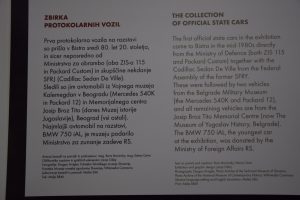 ZBIRKA
PROTOKOLARNIH VOZIL
Prva protokolarna vozila na razstavi
so prišla v Bistro sredi 80. let 20. stoletja,
in sicer neposredno od
Ministrstva za obrambo (oba ZIS-a 115
in Packard Custom) in skupščine nekdanje
SFRJ (Cadillac Sedan De Ville).
Sledili so jim avtomobili iz Vojnega muzeja
Kalemegdan v Beogradu (Mercedes 540K
in Packard 12) in Memorialnega centra
Josip Broz Tito (danes Muzej istorije
Jugoslavije), Beograd (vsi ostali).
Najmlajši avtomobil na razstavi,
BMW 750 iAL, je muzeju podarilo
Ministrstvo za zunanje zadeve RS.
THE COLLECTION
OF OFFICIAL STATE CARS
The first official state cars in the exhibition
came to Bistra in the mid 1980s directly
from the Ministry of Defence (both ZIS 115
and Packard Custom) together with the
Cadillac Sedan De Ville from the Assembly
of the former SFRJ.
These were followed by two vehicles
from the Belgrade Military Museum
(the Mercedes 540K and Packard 12),
and all remaining vehicles are from the
Josip Broz Tito Memorial Centre (now The
Museum of Yugoslav History, Belgrade).
The BMW 750 iAL, the youngest car
at the exhibition, was donated by the
Ministry of Foreign Affairs RS.